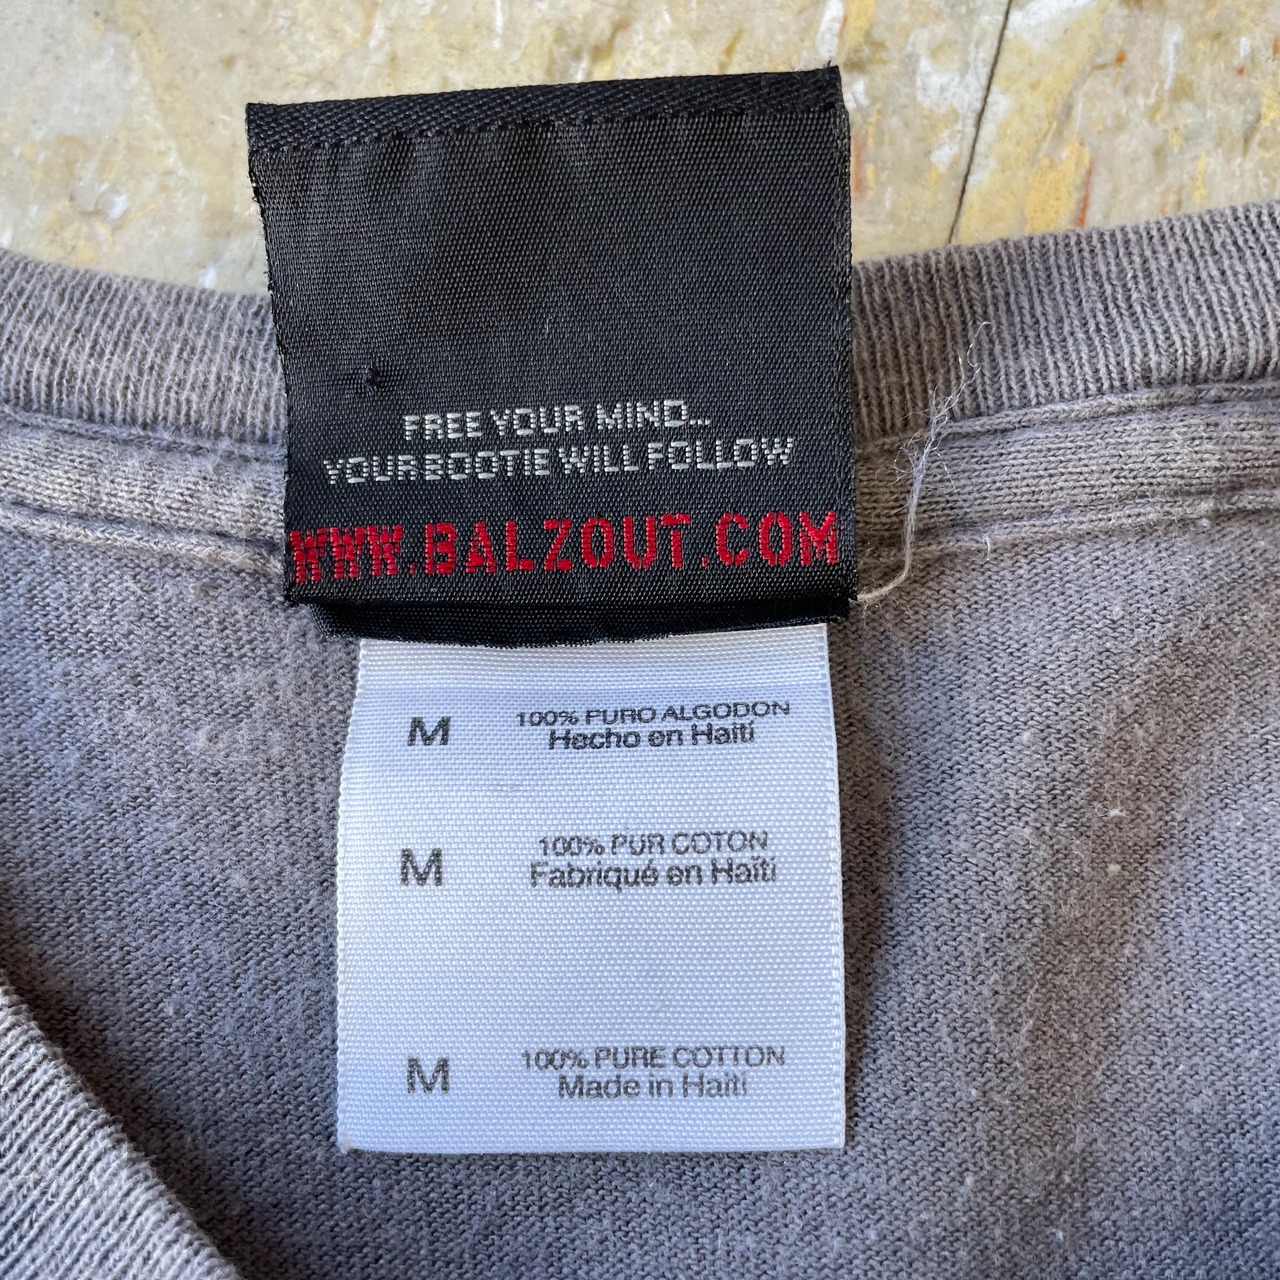 FREE YOUR MIND...
YOUR BOOTIE WILL FOLLOW
WWW.BALZOUT.COM
M 100% PURO ALGODON
Hecho en Haití
M 100% PUR COTON
Fabriqué en Haïti
M 100% PURE COTTON
Made in Haiti